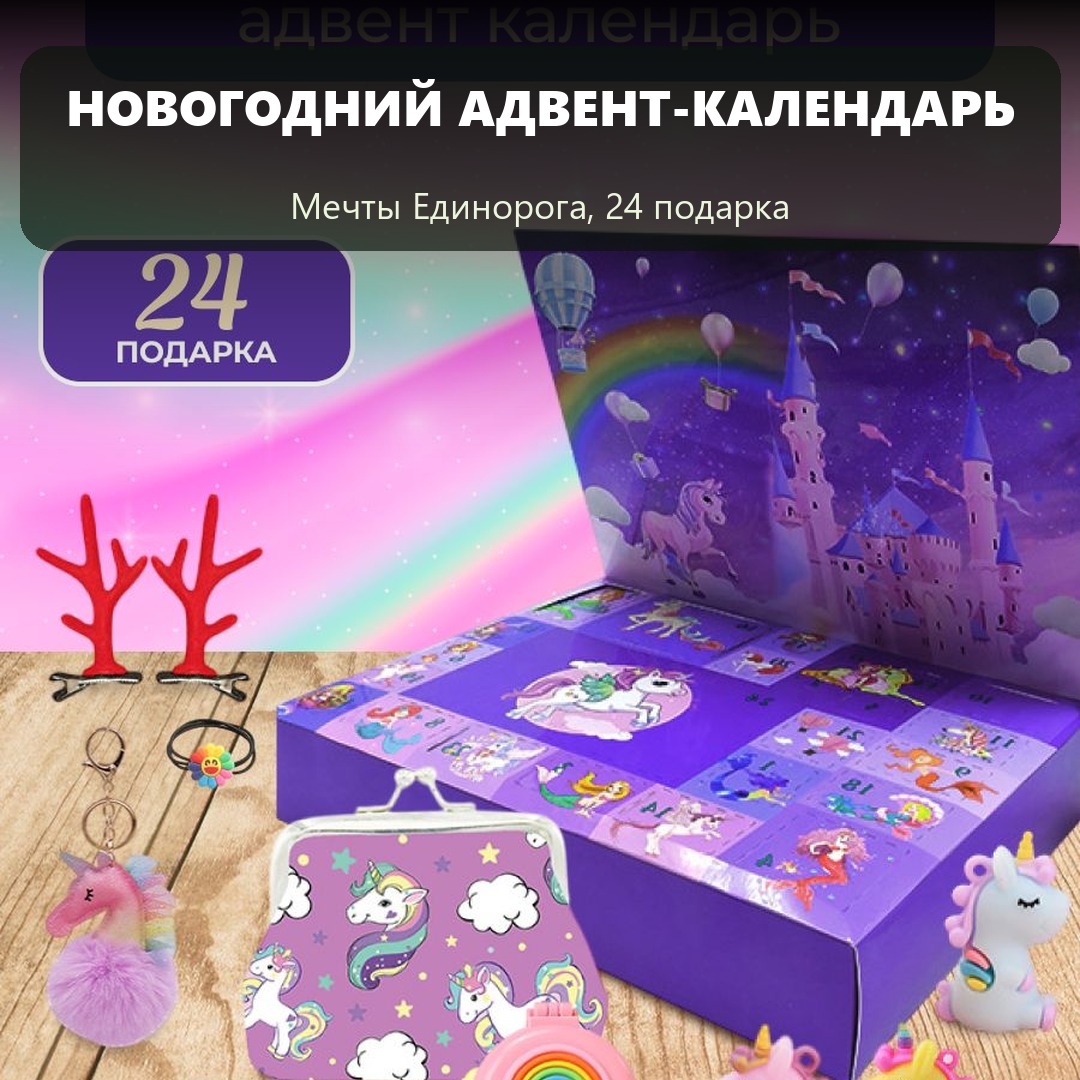 адвент календарь
НОВОГОДНИЙ АДВЕНТ-КАЛЕНДАРЬ
Мечты Единорога, 24 подарка
24
ПОДАРКА